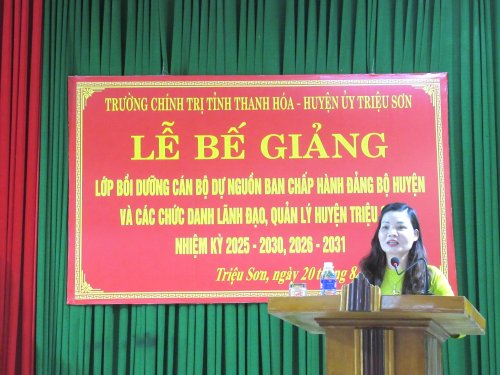 TRƯỜNG CHÍNH TRỊ TỈNH THANH HÓA - HUYỆN ỦY TRIỆU SƠN
LỄ BẾ GIẢNG
LỚP BỒI DƯỠNG CÁN BỘ DỰ NGUỒN BAN CHẤP HÀNH ĐẢNG BỘ HUYỆN
VÀ CÁC CHỨC DANH LÃNH ĐẠO, QUẢN LÝ HUYỆN TRIỆU
NHIỆM KỲ 2025 - 2030, 2026 - 2031
Triệu Sơn, ngày 20 tháng 8